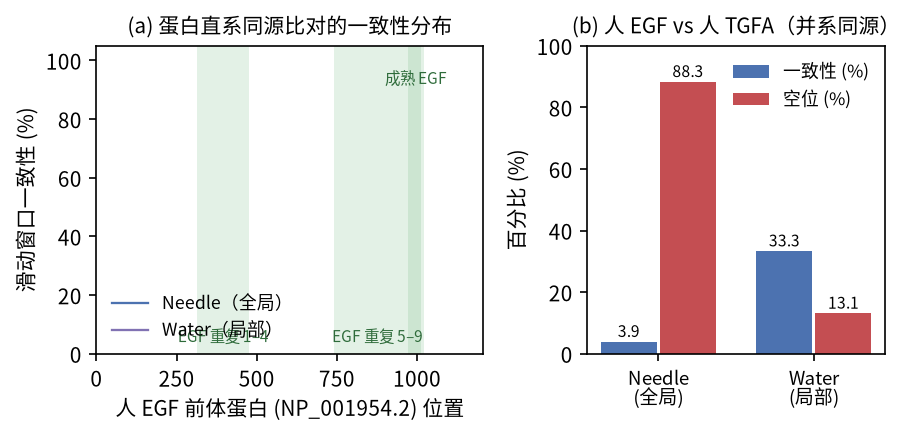 (a) 蛋白直系同源比对的一致性分布
滑动窗口一致性 (%)
100
80
60
40
20
0
成熟 EGF
Needle（全局）
Water（局部）
EGF 重复 1–4
EGF 重复 5–9
0 250 500 750 1000
人 EGF 前体蛋白 (NP_001954.2) 位置
(b) 人 EGF vs 人 TGFA（并系同源）
百分比 (%)
100
80
60
40
20
0
一致性 (%)
空位 (%)
3.9
88.3
33.3
13.1
Needle
(全局)
Water
(局部)